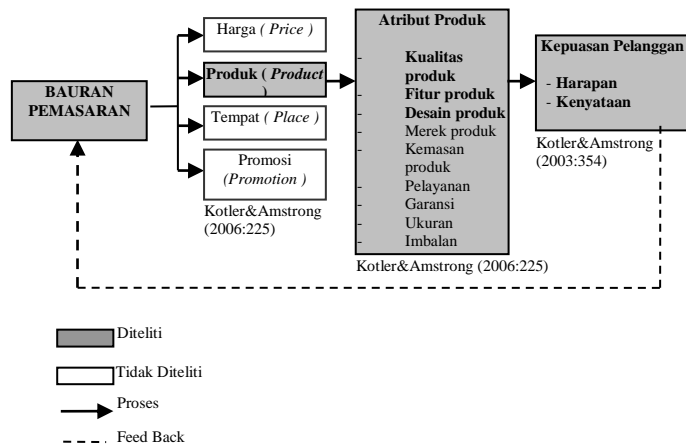 BAURAN
PEMASARAN
Harga ( Price )
Produk ( Product
)
Tempat ( Place )
Promosi
(Promotion )
Kotler&Amstrong
(2006:225)
Atribut Produk
- Kualitas
produk
- Fitur produk
- Desain produk
- Merek produk
- Kemasan
produk
- Pelayanan
- Garansi
- Ukuran
- Imbalan
Kotler&Amstrong (2006:225)
Kepuasan Pelanggan
- Harapan
- Kenyataan
Kotler&Amstrong
(2003:354)
Diteliti
Tidak Diteliti
Proses
Feed Back